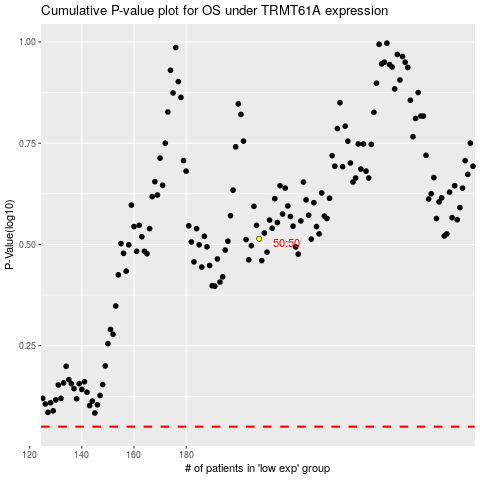 Cumulative P-value plot for OS under TRMT61A expression
P-Value(log10)
1.00
0.75
0.50
0.25
50:50
120 140 160 180
# of patients in 'low exp' group